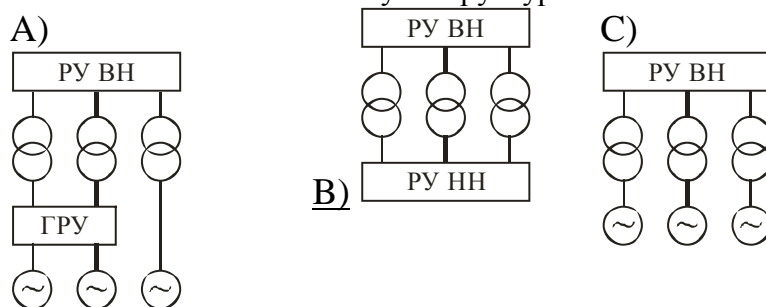 A)
РУ ВН
ГРУ
~ ~ ~
РУ ВН
B)
РУ НН
C)
РУ ВН
~ ~ ~